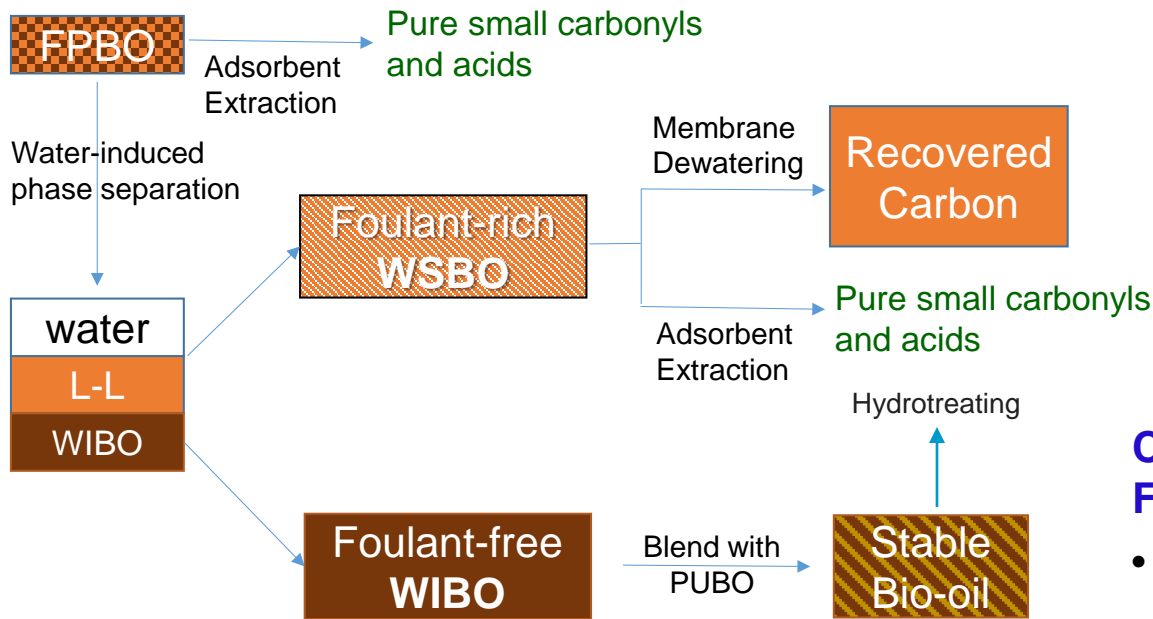 FPBO
Adsorbent
Extraction
Pure small carbonyls
and acids
Water-induced
phase separation
Membrane
Dewatering
Recovered
Carbon
Foulant-rich
WSBO
Adsorbent
Extraction
Pure small carbonyls
and acids
water
L-L
WIBO
Hydrotreating
Foulant-free
WIBO
Blend with
PUBO
Stable
Bio-oil
•